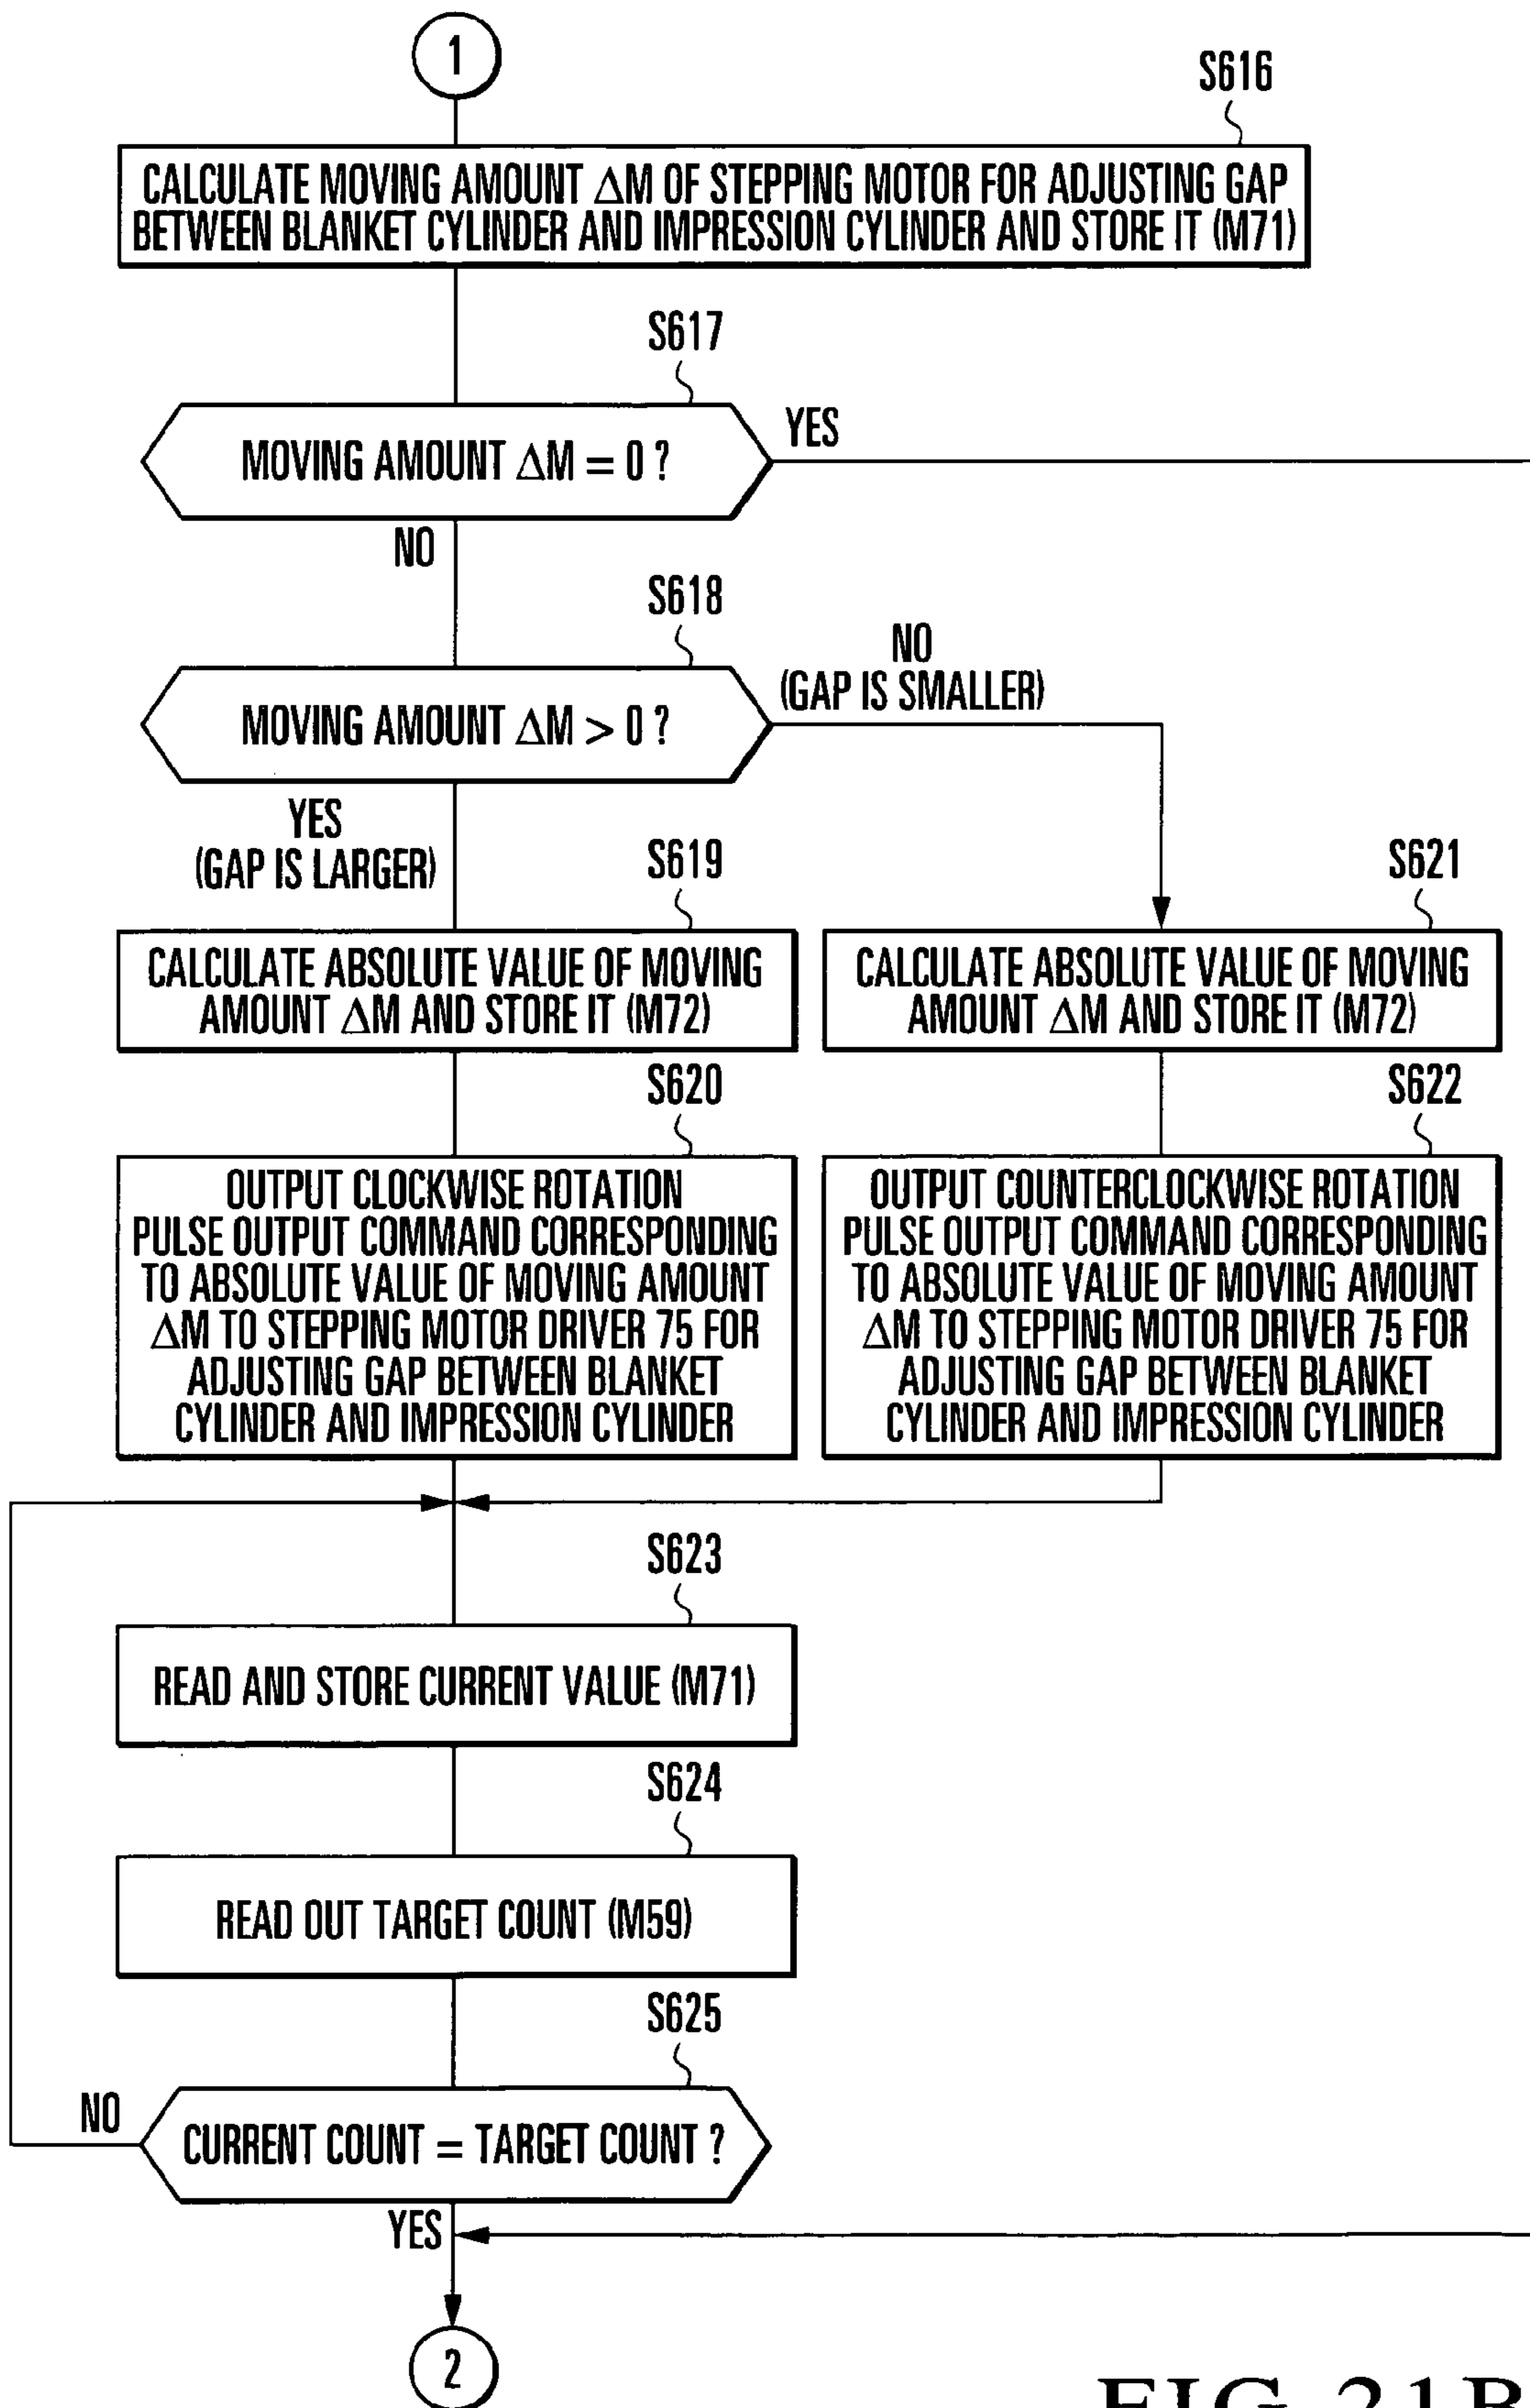 1
S616
CALCULATE MOVING AMOUNT ΔM OF STEPPING MOTOR FOR ADJUSTING GAP
BETWEEN BLANKET CYLINDER AND IMPRESSION CYLINDER AND STORE IT (M71)
S617
MOVING AMOUNT ΔM = 0 ?
YES
NO
S618
MOVING AMOUNT ΔM > 0 ?
NO
(GAP IS SMALLER)
YES
(GAP IS LARGER)
S619
CALCULATE ABSOLUTE VALUE OF MOVING
AMOUNT ΔM AND STORE IT (M72)
S621
CALCULATE ABSOLUTE VALUE OF MOVING
AMOUNT ΔM AND STORE IT (M72)
S620
OUTPUT CLOCKWISE ROTATION
PULSE OUTPUT COMMAND CORRESPONDING
TO ABSOLUTE VALUE OF MOVING AMOUNT
ΔM TO STEPPING MOTOR DRIVER 75 FOR
ADJUSTING GAP BETWEEN BLANKET
CYLINDER AND IMPRESSION CYLINDER
S622
OUTPUT COUNTERCLOCKWISE ROTATION
PULSE OUTPUT COMMAND CORRESPONDING
TO ABSOLUTE VALUE OF MOVING AMOUNT
ΔM TO STEPPING MOTOR DRIVER 75 FOR
ADJUSTING GAP BETWEEN BLANKET
CYLINDER AND IMPRESSION CYLINDER
S623
READ AND STORE CURRENT VALUE (M71)
S624
READ OUT TARGET COUNT (M59)
S625
CURRENT COUNT = TARGET COUNT ?
NO
YES
2
FIG. 21B